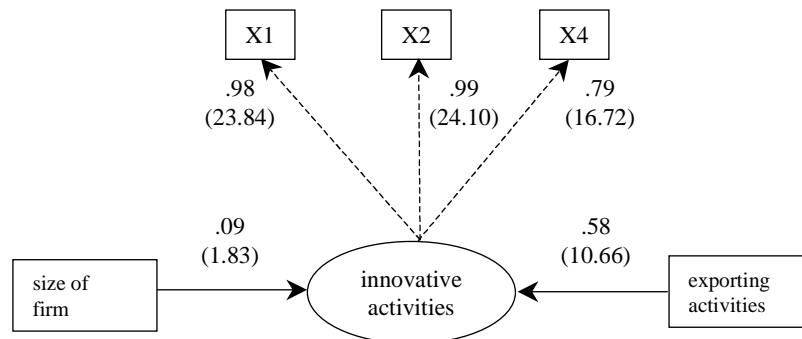 X1
X2
X4
.98
(23.84)
.99
(24.10)
.79
(16.72)
.09
(1.83)
.58
(10.66)
size of
firm
innovative
activities
exporting
activities